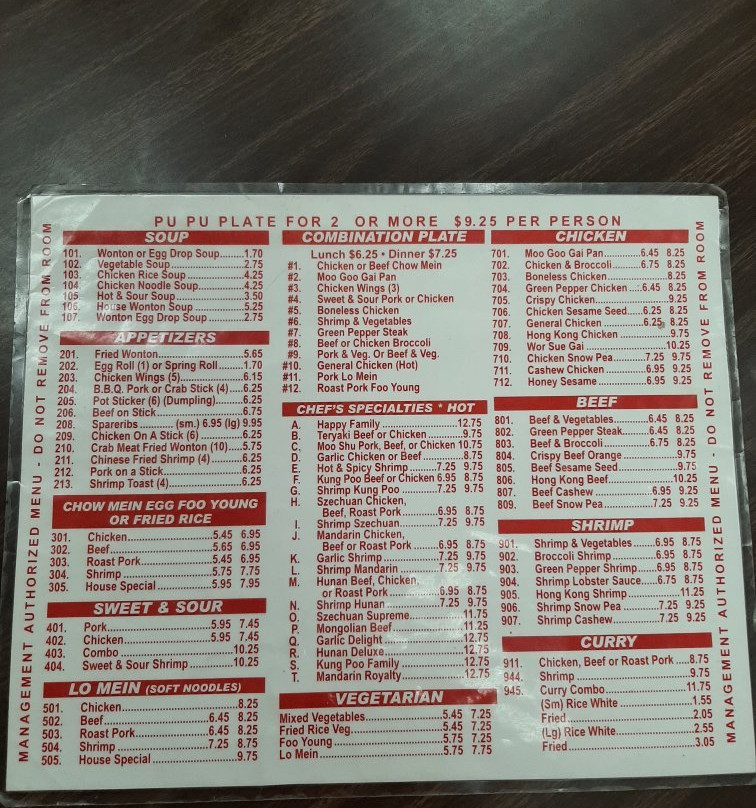 PU PU PLATE FOR 2 OR MORE $9.25 PER PERSON
MANAGEMENT AUTHORIZED MENU - DO NOT REMOVE FROM ROOM
SOUP
101. Wonton or Egg Drop Soup.......1.70
102. Vegetable Soup.......2.75
103. Chicken Rice Soup.......4.25
104. Chicken Noodle Soup.......4.25
105. Hot & Sour Soup.......3.50
106. House Wonton Soup.......5.25
107. Wonton Egg Drop Soup.......2.75
APPETIZERS
201. Fried Wonton.......5.65
202. Egg Roll (1) or Spring Roll.......1.70
203. Chicken Wings (5).......6.15
204. B.B.Q. Pork or Crab Stick (4).....6.25
205. Pot Sticker (6) (Dumpling).......6.25
206. Beef on Stick.......6.75
208. Spareribs.......(sm.) 6.95 (lg) 9.95
209. Chicken On A Stick (6).......6.25
210. Crab Meat Fried Wonton (10).....5.75
211. Chinese Fried Shrimp (4).......6.25
212. Pork on a Stick.......6.25
213. Shrimp Toast (4).......6.25
CHOW MEIN EGG FOO YOUNG
OR FRIED RICE
301. Chicken.......5.45 6.95
302. Beef.......5.65 6.95
303. Roast Pork.......5.45 6.95
304. Shrimp.......5.75 7.75
305. House Special.......5.95 7.95
SWEET & SOUR
401. Pork.......5.95 7.45
402. Chicken.......5.95 7.45
403. Combo.......10.25
404. Sweet & Sour Shrimp.......10.25
LO MEIN (SOFT NOODLES)
501. Chicken.......8.25
502. Beef.......6.45 8.25
503. Roast Pork.......6.45 8.25
504. Shrimp.......7.25 8.75
505. House Special.......9.75
COMBINATION PLATE
Lunch $6.25 • Dinner $7.25
#1. Chicken or Beef Chow Mein
#2. Moo Goo Gai Pan
#3. Chicken Wings (3)
#4. Sweet & Sour Pork or Chicken
#5. Boneless Chicken
#6. Shrimp & Vegetables
#7. Green Pepper Steak
#8. Beef or Chicken Broccoli
#9. Pork & Veg. Or Beef & Veg.
#10. General Chicken (Hot)
#11. Pork Lo Mein
#12. Roast Pork Foo Young
CHEF'S SPECIALTIES * HOT
A. Happy Family.......12.75
B. Teryaki Beef or Chicken.......9.75
C. Moo Shu Pork, Beef, or Chicken 10.75
D. Garlic Chicken or Beef.......8.75
E. Hot & Spicy Shrimp.......7.25 9.75
F. Kung Poo Beef or Chicken 6.95 8.75
G. Shrimp Kung Poo.......7.25 9.75
H. Szechuan Chicken,
Beef, Roast Pork.......6.95 8.75
I. Shrimp Szechuan.......7.25 9.75
J. Mandarin Chicken,
Beef or Roast Pork.......6.95 8.75
K. Garlic Shrimp.......7.25 9.75
L. Shrimp Mandarin.......7.25 9.75
M. Hunan Beef, Chicken,
or Roast Pork.......6.95 8.75
N. Shrimp Hunan.......7.25 9.75
O. Szechuan Supreme.......11.75
P. Mongolian Beef.......11.25
Q. Garlic Delight.......12.75
R. Hunan Deluxe.......12.75
S. Kung Poo Family.......12.75
T. Mandarin Royalty.......12.75
VEGETARIAN
Mixed Vegetables.......5.45 7.25
Fried Rice Veg.......5.45 7.25
Foo Young.......5.75 7.25
Lo Mein.......5.75 7.75
CHICKEN
701. Moo Goo Gai Pan.......6.45 8.25
702. Chicken & Broccoli.......6.75 8.25
703. Boneless Chicken.......8.25
704. Green Pepper Chicken.....6.45 8.25
705. Crispy Chicken.......9.25
706. Chicken Sesame Seed.....6.25 8.25
707. General Chicken.......6.25 8.25
708. Hong Kong Chicken.......9.75
709. Wor Sue Gai.......10.25
710. Chicken Snow Pea.......7.25 9.75
711. Cashew Chicken.......6.95 9.25
712. Honey Sesame.......6.95 9.25
BEEF
801. Beef & Vegetables.......6.45 8.25
802. Green Pepper Steak.......6.45 8.25
803. Beef & Broccoli.......6.75 8.25
804. Crispy Beef Orange.......9.75
805. Beef Sesame Seed.......9.75
806. Hong Kong Beef.......10.25
807. Beef Cashew.......6.95 9.25
809. Beef Snow Pea.......7.25 9.25
SHRIMP
901. Shrimp & Vegetables.......6.95 8.75
902. Broccoli Shrimp.......6.95 8.75
903. Green Pepper Shrimp......6.95 8.75
904. Shrimp Lobster Sauce.....6.75 8.75
905. Hong Kong Shrimp.......11.25
906. Shrimp Snow Pea.......7.25 9.25
907. Shrimp Cashew.......7.25 9.25
CURRY
911. Chicken, Beef or Roast Pork.....8.75
944. Shrimp.......9.75
945. Curry Combo.......11.75
(Sm) Rice White.......1.55
Fried.......2.05
(Lg) Rice White.......2.55
Fried.......3.05
MANAGEMENT AUTHORIZED MENU - DO NOT REMOVE FROM ROOM